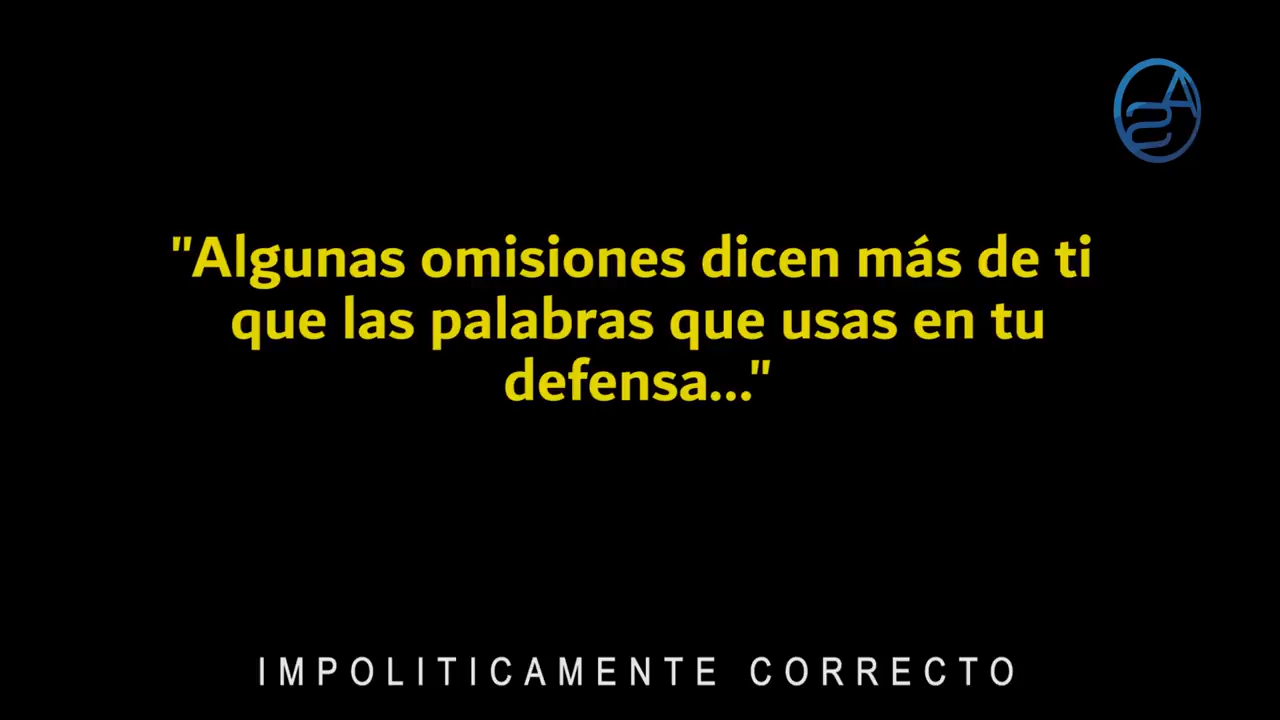 "Algunas omisiones dicen más de ti
que las palabras que usas en tu
defensa..."
IMPOLITICAMENTE CORRECTO